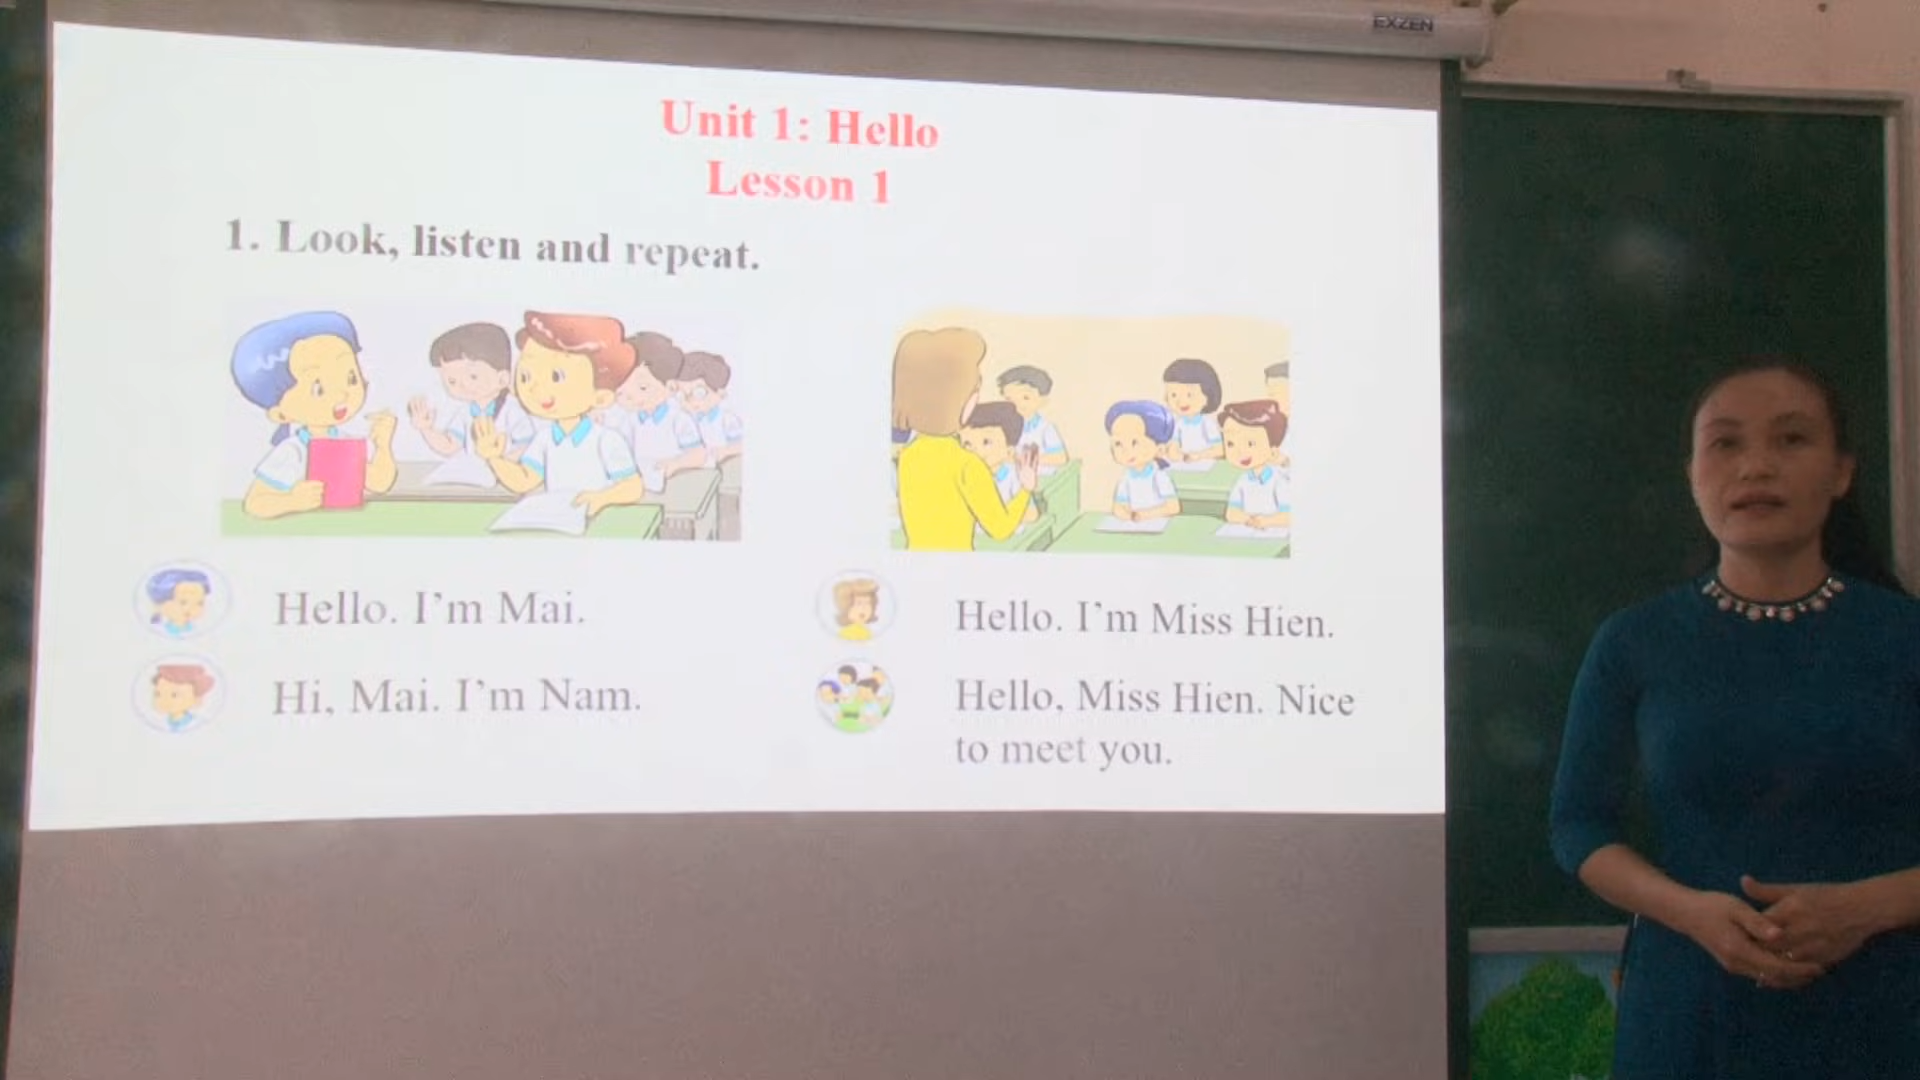 EXZEN
Unit 1: Hello
Lesson 1
1. Look, listen and repeat.
Hello. I’m Mai.
Hi, Mai. I’m Nam.
Hello. I’m Miss Hien.
Hello, Miss Hien. Nice
to meet you.